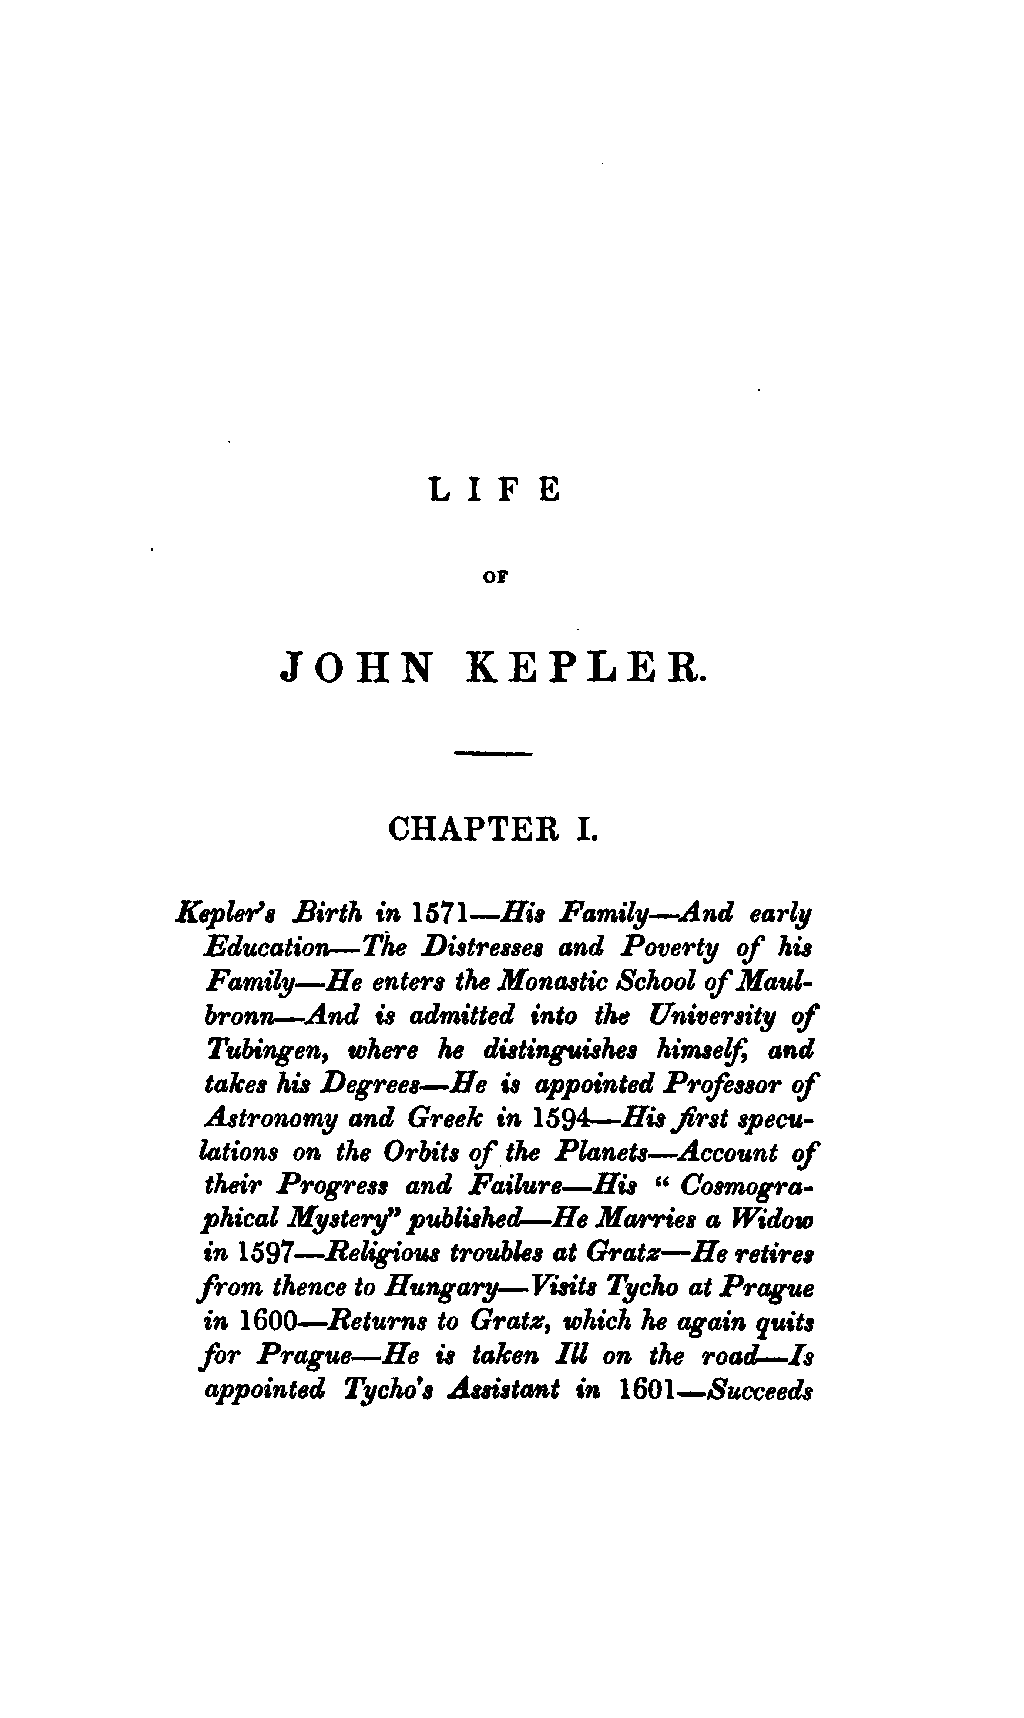 LIFE
OF
JOHN KEPLER.
CHAPTER I.
Kepler's Birth in 1571—His Family—And early
Education—The Distresses and Poverty of his
Family—He enters the Monastic School of Maul-
bronn—And is admitted into the University of
Tubingen, where he distinguishes himself, and
takes his Degrees—He is appointed Professor of
Astronomy and Greek in 1594—His first specu-
lations on the Orbits of the Planets—Account of
their Progress and Failure—His “ Cosmogra-
phical Mystery” published—He Marries a Widow
in 1597—Religious troubles at Gratz—He retires
from thence to Hungary—Visits Tycho at Prague
in 1600—Returns to Gratz, which he again quits
for Prague—He is taken Ill on the road—Is
appointed Tycho's Assistant in 1601—Succeeds